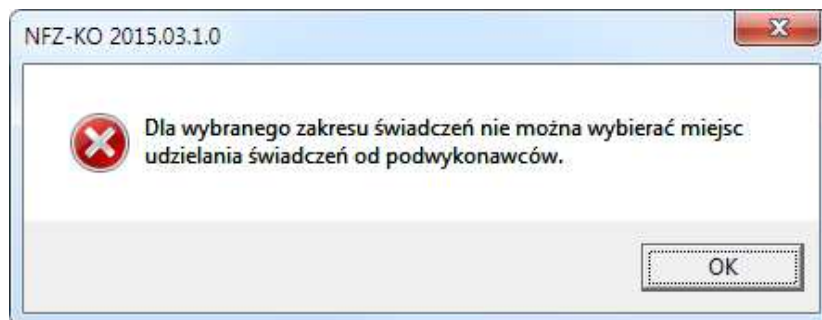 NFZ-KO 2015.03.1.0
Dla wybranego zakresu świadczeń nie można wybierać miejsc
udzielania świadczeń od podwykonawców.
OK